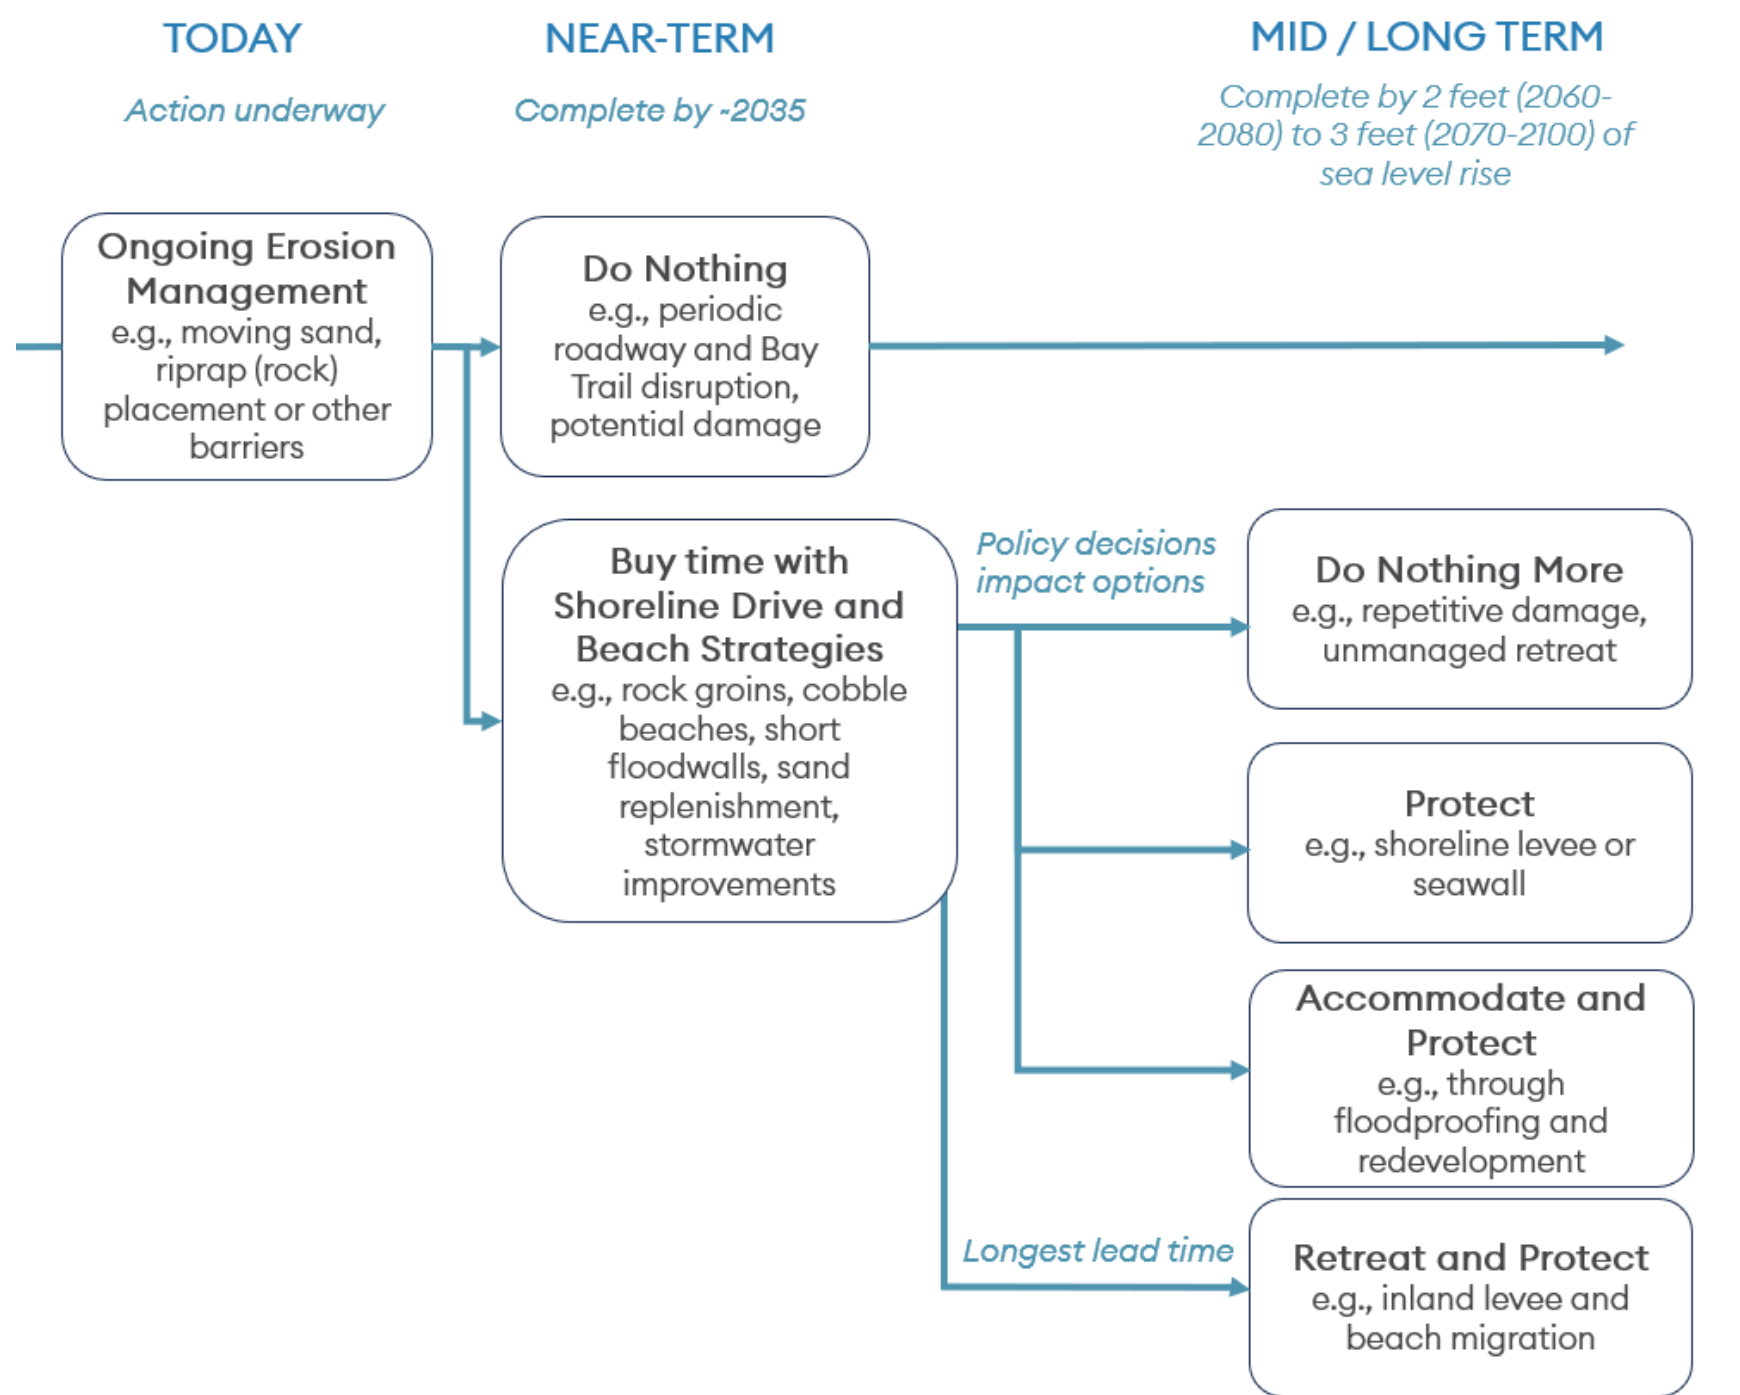 TODAY
Action underway
NEAR-TERM
Complete by ~2035
MID / LONG TERM
Complete by 2 feet (2060-
2080) to 3 feet (2070-2100) of
sea level rise
Ongoing Erosion
Management
e.g., moving sand,
riprap (rock)
placement or other
barriers
Do Nothing
e.g., periodic
roadway and Bay
Trail disruption,
potential damage
Buy time with
Shoreline Drive and
Beach Strategies
e.g., rock groins, cobble
beaches, short
floodwalls, sand
replenishment,
stormwater
improvements
Policy decisions
impact options
Do Nothing More
e.g., repetitive damage,
unmanaged retreat
Protect
e.g., shoreline levee or
seawall
Accommodate and
Protect
e.g., through
floodproofing and
redevelopment
Longest lead time
Retreat and Protect
e.g., inland levee and
beach migration